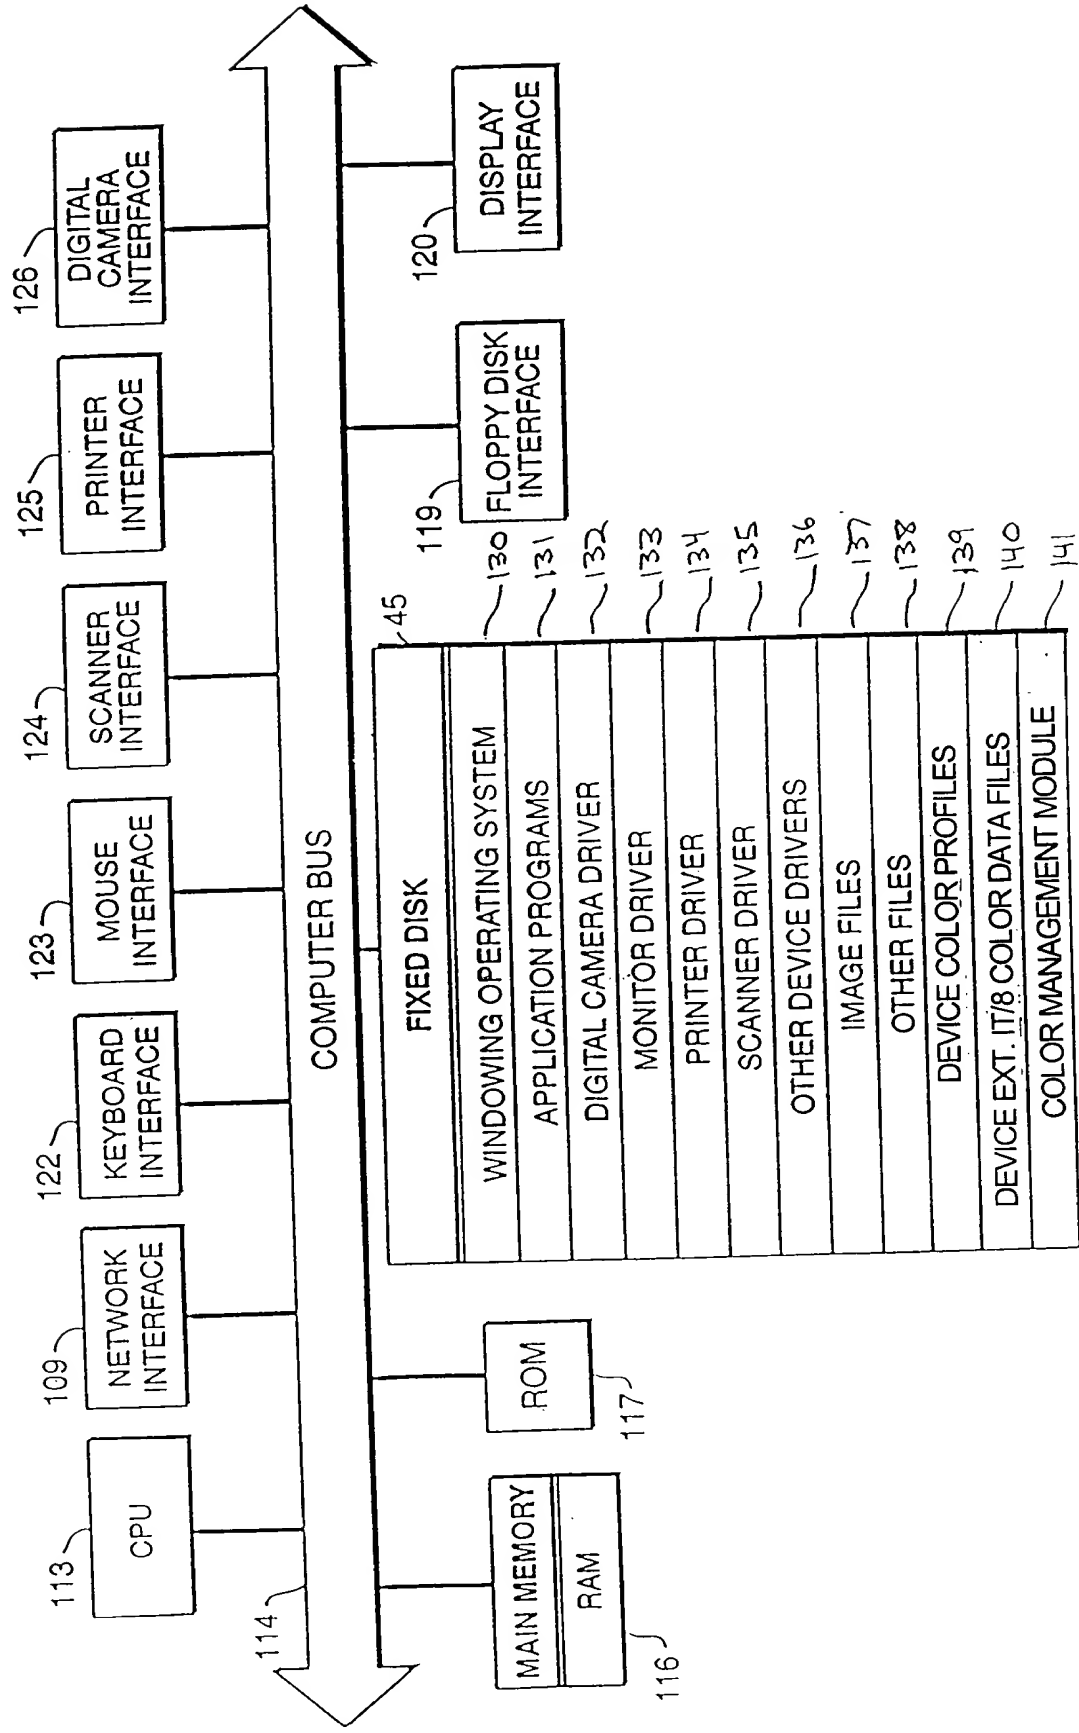 113
CPU
109
NETWORK
INTERFACE
122
KEYBOARD
INTERFACE
123
MOUSE
INTERFACE
124
SCANNER
INTERFACE
125
PRINTER
INTERFACE
126
DIGITAL
CAMERA
INTERFACE
114
COMPUTER BUS
MAIN MEMORY
RAM
116
ROM
117
45
FIXED DISK
WINDOWING OPERATING SYSTEM
130
APPLICATION PROGRAMS
131
DIGITAL CAMERA DRIVER
132
MONITOR DRIVER
133
PRINTER DRIVER
134
SCANNER DRIVER
135
OTHER DEVICE DRIVERS
136
IMAGE FILES
137
OTHER FILES
138
DEVICE COLOR PROFILES
139
DEVICE EXT. IT/8 COLOR DATA FILES
140
COLOR MANAGEMENT MODULE
141
119
FLOPPY DISK
INTERFACE
120
DISPLAY
INTERFACE